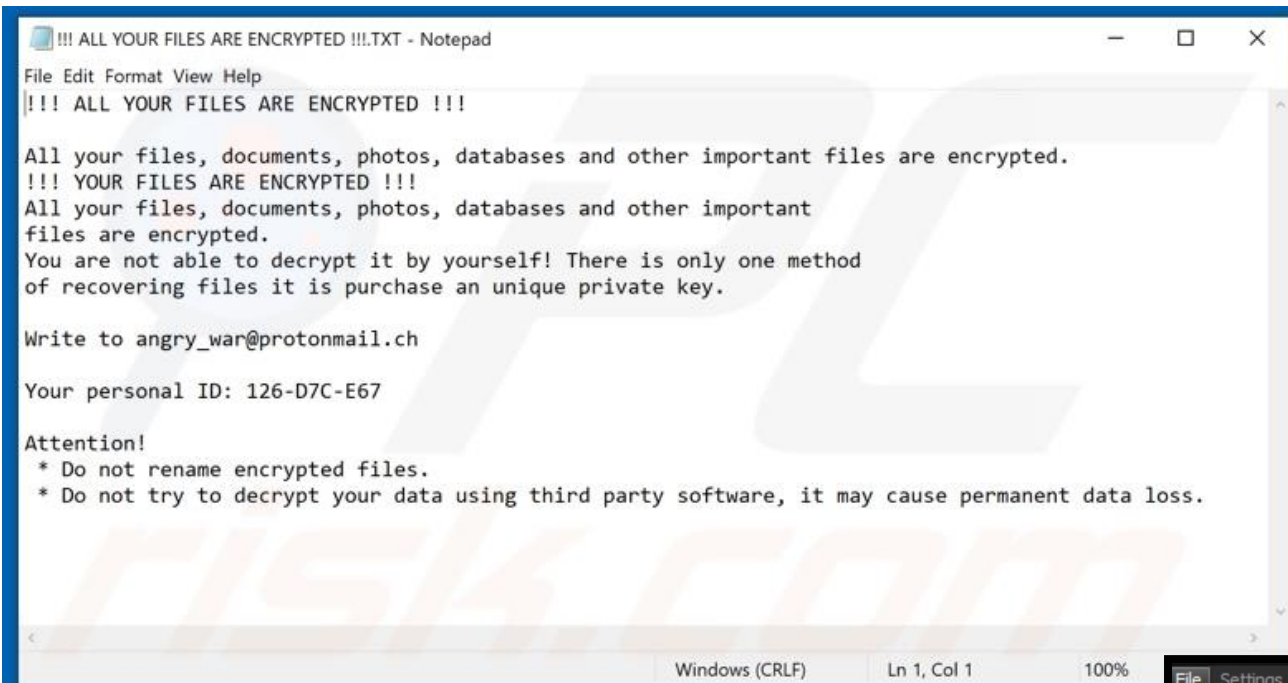 !!! ALL YOUR FILES ARE ENCRYPTED !!!.TXT - Notepad
File Edit Format View Help
!!! ALL YOUR FILES ARE ENCRYPTED !!!
All your files, documents, photos, databases and other important files are encrypted.
!!! YOUR FILES ARE ENCRYPTED !!!
All your files, documents, photos, databases and other important
files are encrypted.
You are not able to decrypt it by yourself! There is only one method
of recovering files it is purchase an unique private key.
Write to angry_war@protonmail.ch
Your personal ID: 126-D7C-E67
Attention!
* Do not rename encrypted files.
* Do not try to decrypt your data using third party software, it may cause permanent data loss.
PC
risk.com
Windows (CRLF) Ln 1, Col 1 100%
File Settings